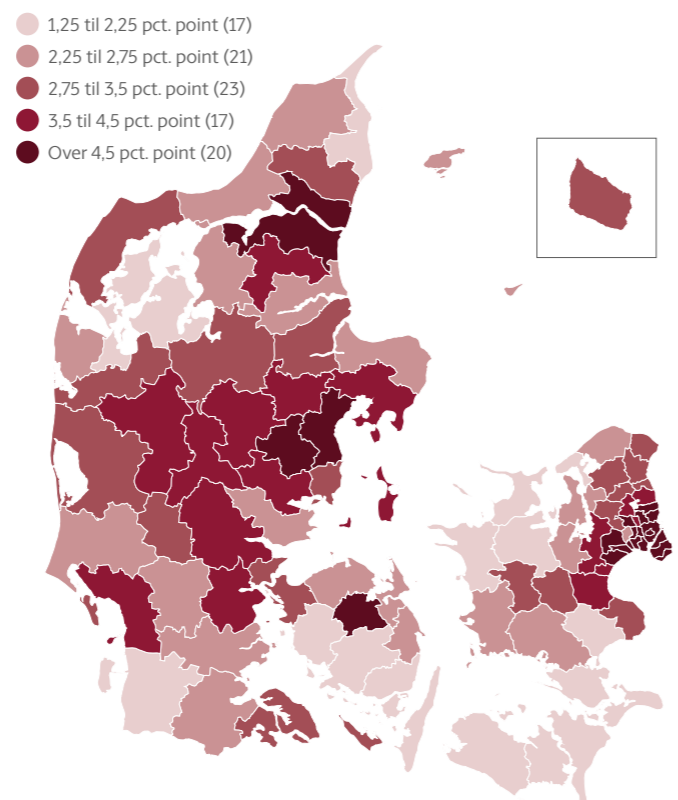 1,25 til 2,25 pct. point (17)
2,25 til 2,75 pct. point (21)
2,75 til 3,5 pct. point (23)
3,5 til 4,5 pct. point (17)
Over 4,5 pct. point (20)